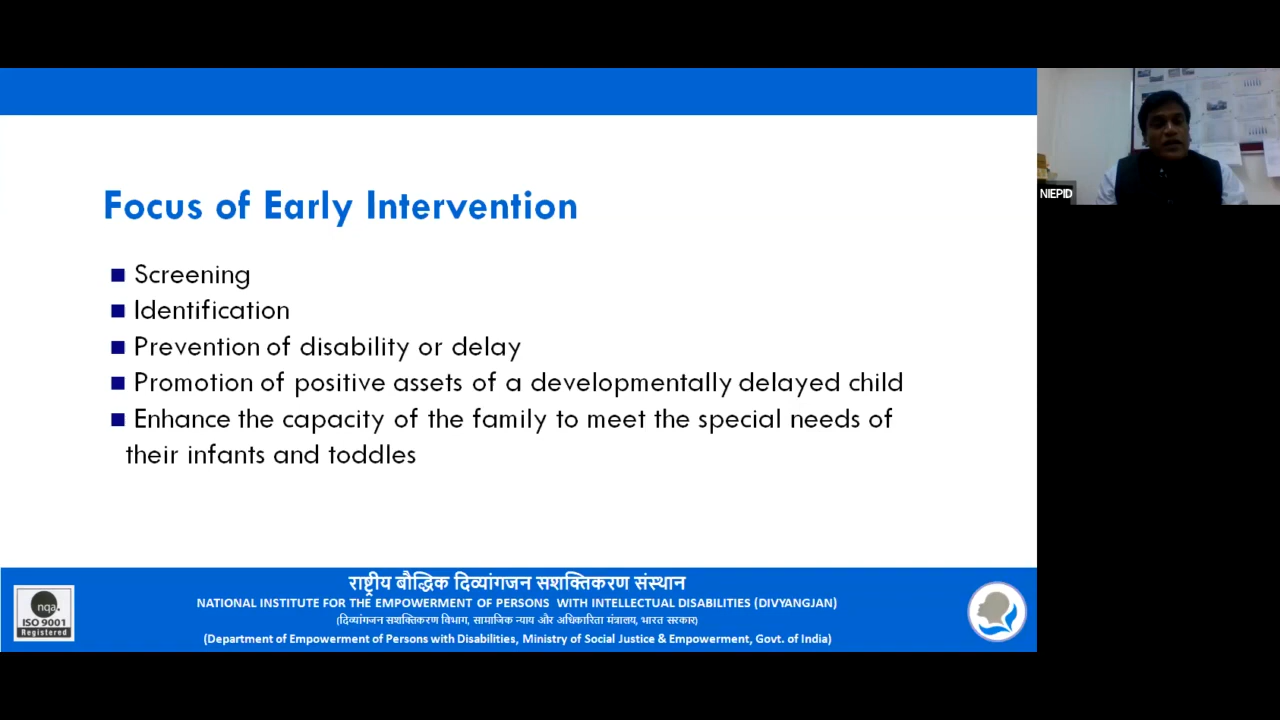 Focus of Early Intervention
Screening
Identification
Prevention of disability or delay
Promotion of positive assets of a developmentally delayed child
Enhance the capacity of the family to meet the special needs of
their infants and toddles
NIEPID
राष्ट्रीय बौद्धिक दिव्यांगजन सशक्तिकरण संस्थान
NATIONAL INSTITUTE FOR THE EMPOWERMENT OF PERSONS WITH INTELLECTUAL DISABILITIES (DIVYANGJAN)
(दिव्यांगजन सशक्तिकरण विभाग, सामाजिक न्याय और अधिकारिता मंत्रालय, भारत सरकार)
(Department of Empowerment of Persons with Disabilities, Ministry of Social Justice & Empowerment, Govt. of India)
nqa.
ISO 9001
Registered